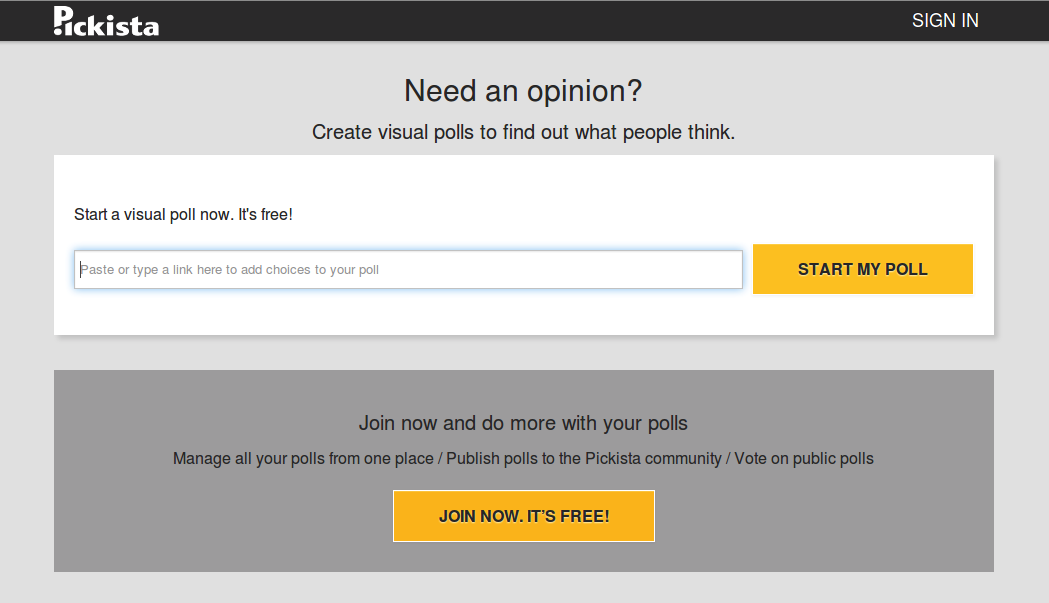 Pickista
SIGN IN
Need an opinion?
Create visual polls to find out what people think.
Start a visual poll now. It's free!
Paste or type a link here to add choices to your poll
START MY POLL
Join now and do more with your polls
Manage all your polls from one place / Publish polls to the Pickista community / Vote on public polls
JOIN NOW. IT’S FREE!